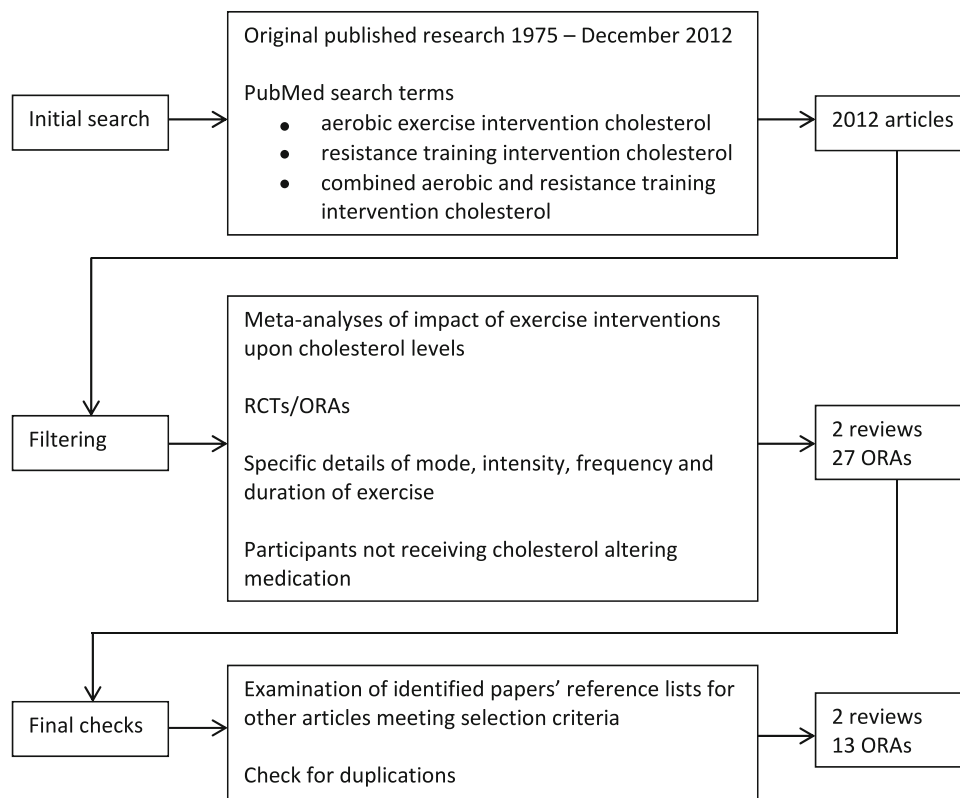 Original published research 1975 – December 2012
PubMed search terms
Initial search
• aerobic exercise intervention cholesterol
• resistance training intervention cholesterol
• combined aerobic and resistance training
intervention cholesterol
2012 articles
Meta-analyses of impact of exercise interventions
upon cholesterol levels
RCTs/ORAs
Filtering
Specific details of mode, intensity, frequency and
duration of exercise
Participants not receiving cholesterol altering
medication
2 reviews
27 ORAs
Final checks
Examination of identified papers’ reference lists for
other articles meeting selection criteria
Check for duplications
2 reviews
13 ORAs